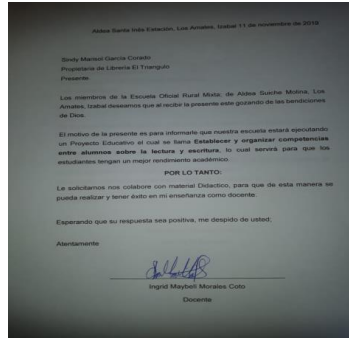 Aldea Santa Inés Estación, Los Amates, Izabal 11 de noviembre de 2019
Sindy Marisol García Corado
Propietaria de Librería El Triangulo
Presente.
Los miembros de la Escuela Oficial Rural Mixta; de Aldea Suiche Molina, Los
Amates, Izabal deseamos que al recibir la presente este gozando de las bendiciones
de Dios.
El motivo de la presente es para informarle que nuestra escuela estará ejecutando
un Proyecto Educativo el cual se llama Establecer y organizar competencias
entre alumnos sobre la lectura y escritura, lo cual servirá para que los
estudiantes tengan un mejor rendimiento académico.
POR LO TANTO:
Le solicitamos nos colabore con material Didactico, para que de esta manera se
pueda realizar y tener éxito en mi enseñanza como docente.
Esperando que su respuesta sea positiva, me despido de usted;
Atentamente
Ingrid Maybeli Morales Coto
Docente